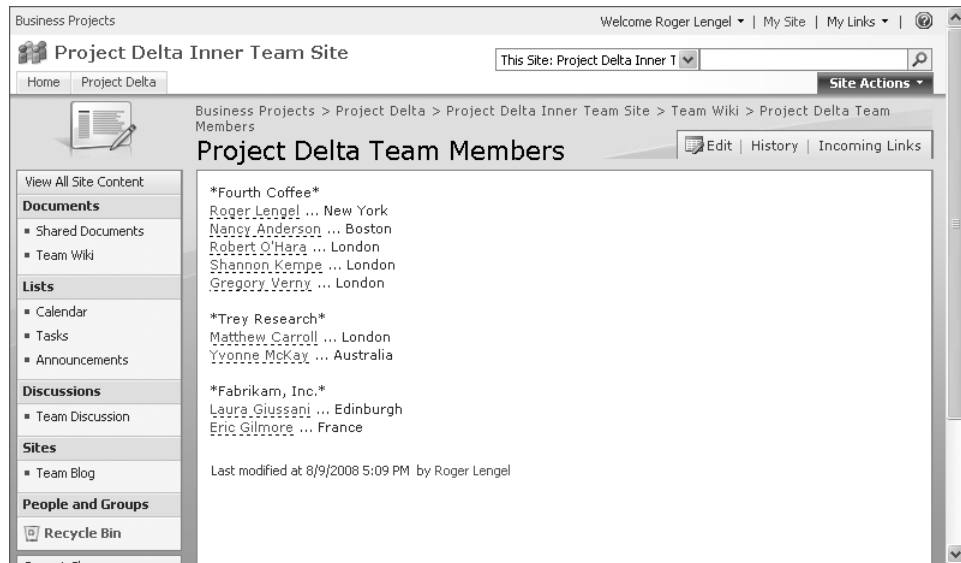 Business Projects
Welcome Roger Lengel | My Site | My Links |
Project Delta Inner Team Site
This Site: Project Delta Inner T
Home Project Delta
Site Actions
Business Projects > Project Delta > Project Delta Inner Team Site > Team Wiki > Project Delta Team
Members
Project Delta Team Members
Edit | History | Incoming Links
View All Site Content
Documents
Shared Documents
Team Wiki
Lists
Calendar
Tasks
Announcements
Discussions
Team Discussion
Sites
Team Blog
People and Groups
Recycle Bin
*Fourth Coffee*
Roger Lengel ... New York
Nancy Anderson ... Boston
Robert O'Hara ... London
Shannon Kempe ... London
Gregory Verny ... London
*Trey Research*
Matthew Carroll ... London
Yvonne McKay ... Australia
*Fabrikam, Inc.*
Laura Giussani ... Edinburgh
Eric Gilmore ... France
Last modified at 8/9/2008 5:09 PM by Roger Lengel